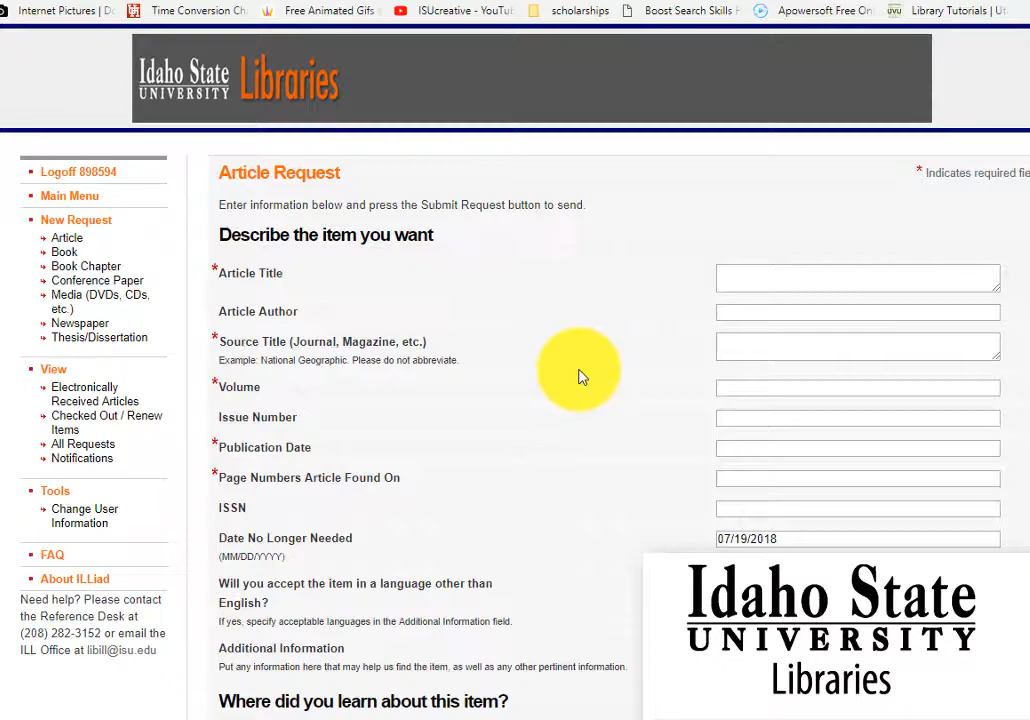 Internet Pictures | D
Time Conversion Ch
Free Animated Gifs
ISUcreative - YouTu
scholarships
Boost Search Skills
Apowersoft Free On
UVU
Library Tutorials | Ut
Idaho State
UNIVERSITY
Libraries
Logoff 898594
Main Menu
New Request
Article
Book
Book Chapter
Conference Paper
Media (DVDs, CDs,
etc.)
Newspaper
Thesis/Dissertation
View
Electronically
Received Articles
Checked Out / Renew
Items
All Requests
Notifications
Tools
Change User
Information
FAQ
About ILLiad
Need help? Please contact
the Reference Desk at
(208) 282-3152 or email the
ILL Office at libill@isu.edu
Article Request
* Indicates required fie
Enter information below and press the Submit Request button to send.
Describe the item you want
*Article Title
Article Author
*Source Title (Journal, Magazine, etc.)
Example: National Geographic. Please do not abbreviate.
*Volume
Issue Number
*Publication Date
*Page Numbers Article Found On
ISSN
Date No Longer Needed
(MM/DD/YYYY)
07/19/2018
Will you accept the item in a language other than
English?
If yes, specify acceptable languages in the Additional Information field.
Additional Information
Put any information here that may help us find the item, as well as any other pertinent information.
Where did you learn about this item?
Idaho State
UNIVERSITY
Libraries